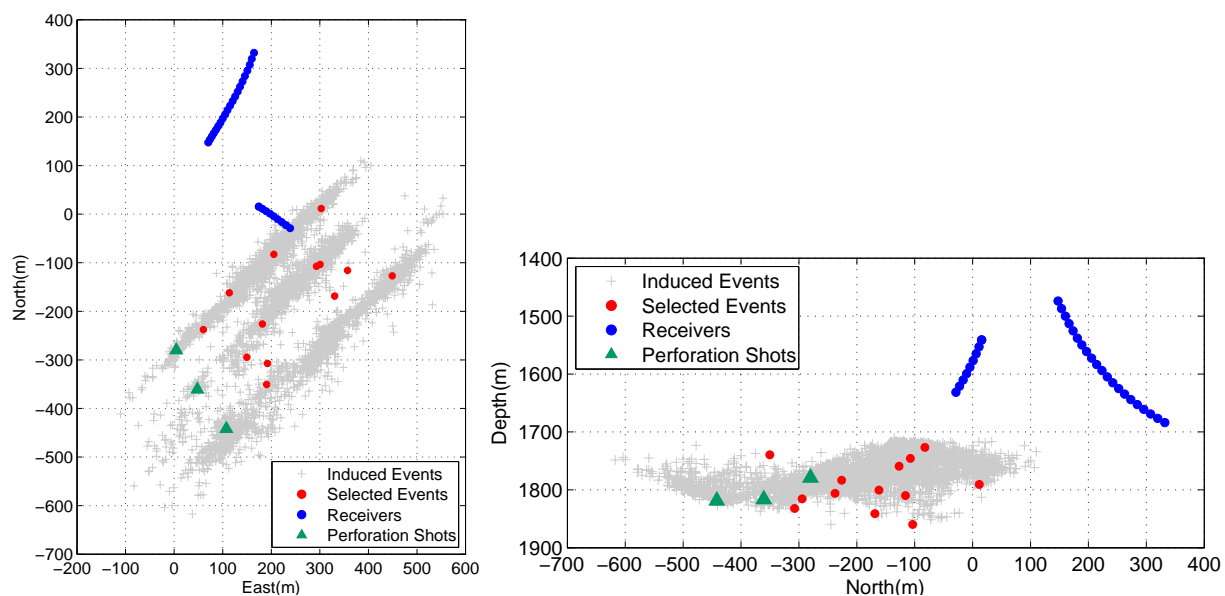 400
300
200
100
0
−100
−200
−300
−400
−500
−600
−700
North(m)
−200 −100 0 100 200 300 400 500 600
East(m)
Induced Events
Selected Events
Receivers
Perforation Shots
1400
1500
1600
1700
1800
1900
Depth(m)
−700 −600 −500 −400 −300 −200 −100 0 100 200 300 400
North(m)
Induced Events
Selected Events
Receivers
Perforation Shots